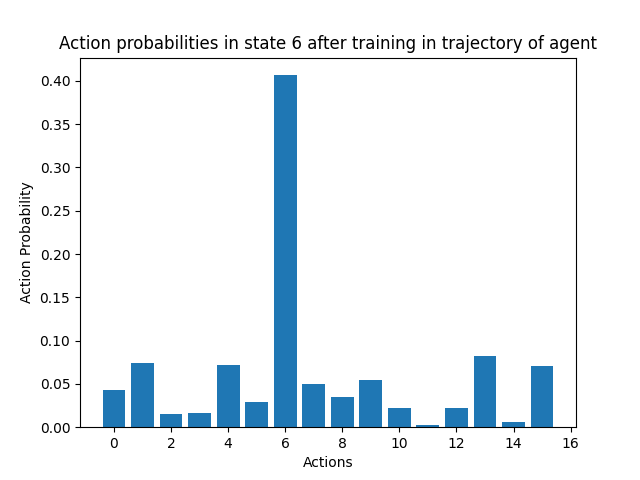 Action probabilities in state 6 after training in trajectory of agent
0.40
0.35
0.30
0.25
0.20
0.15
0.10
0.05
0.00
Action Probability
0 2 4 6 8 10 12 14 16
Actions